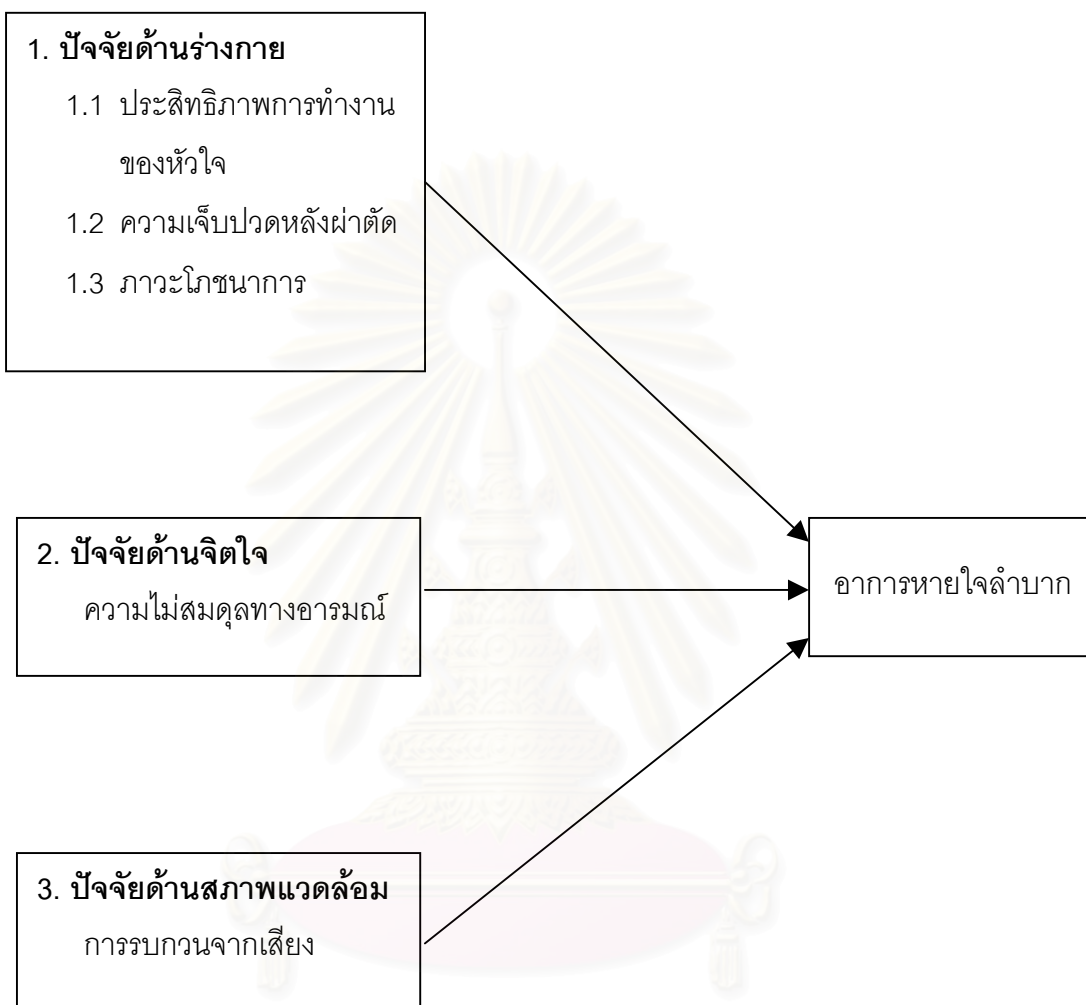 1. ปัจจัยด้านร่างกาย
1.1 ประสิทธิภาพการทำงาน
ของหัวใจ
1.2 ความเจ็บปวดหลังผ่าตัด
1.3 ภาวะโภชนาการ
2. ปัจจัยด้านจิตใจ
ความไม่สมดุลทางอารมณ์
อาการหายใจลำบาก
3. ปัจจัยด้านสภาพแวดล้อม
การรบกวนจากเสียง